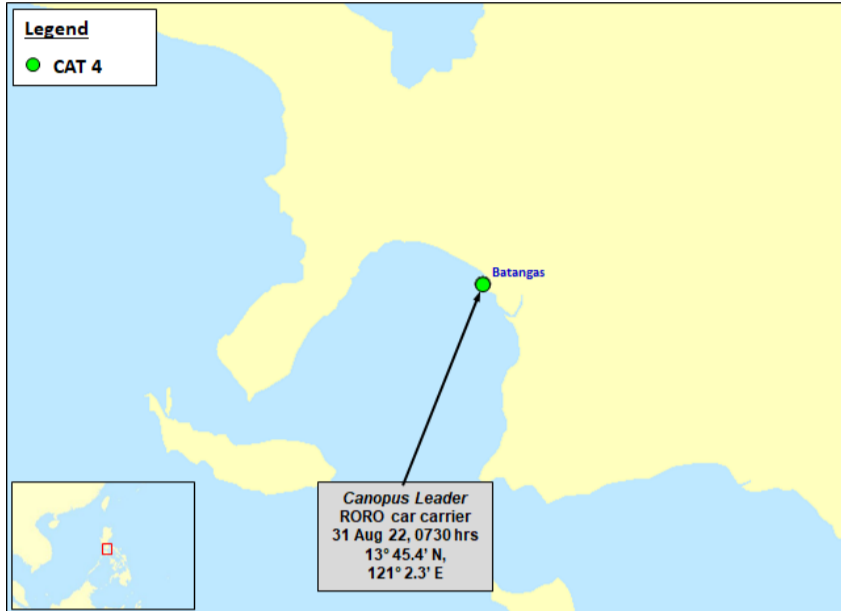 Legend
CAT 4
Batangas
Canopus Leader
RORO car carrier
31 Aug 22, 0730 hrs
13° 45.4' N,
121° 2.3' E